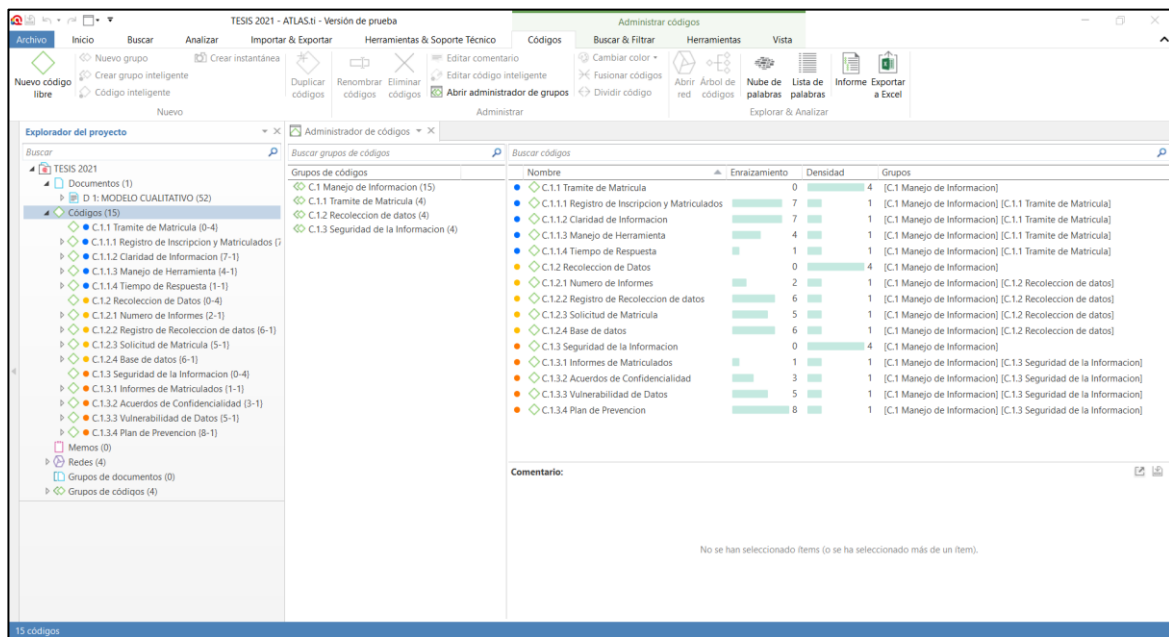 TESIS 2021 - ATLAS.ti - Versión de prueba
Administrar códigos
Archivo Inicio Buscar Analizar Importar & Exportar Herramientas & Soporte Técnico Códigos Buscar & Filtrar Herramientas Vista
Nuevo código libre
Nuevo grupo
Crear grupo inteligente
Código inteligente
Crear instantánea
Nuevo
Duplicar códigos
Renombrar códigos
Eliminar códigos
Editar comentario
Editar código inteligente
Abrir administrador de grupos
Cambiar color
Fusionar códigos
Dividir código
Administrar
Abrir red
Árbol de códigos
Nube de palabras
Lista de palabras
Informe
Exportar a Excel
Explorar & Analizar
Explorador del proyecto
Buscar
TESIS 2021
Documentos (1)
D 1: MODELO CUALITATIVO (52)
Códigos (15)
C.1.1 Tramite de Matricula (0-4)
C.1.1.1 Registro de Inscripcion y Matriculados (7
C.1.1.2 Claridad de Informacion (7-1)
C.1.1.3 Manejo de Herramienta (4-1)
C.1.1.4 Tiempo de Respuesta (1-1)
C.1.2 Recoleccion de Datos (0-4)
C.1.2.1 Numero de Informes (2-1)
C.1.2.2 Registro de Recoleccion de datos (6-1)
C.1.2.3 Solicitud de Matricula (5-1)
C.1.2.4 Base de datos (6-1)
C.1.3 Seguridad de la Informacion (0-4)
C.1.3.1 Informes de Matriculados (1-1)
C.1.3.2 Acuerdos de Confidencialidad (3-1)
C.1.3.3 Vulnerabilidad de Datos (5-1)
C.1.3.4 Plan de Prevencion (8-1)
Memos (0)
Redes (4)
Grupos de documentos (0)
Grupos de códigos (4)
Administrador de códigos
Buscar grupos de códigos
Grupos de códigos
C.1 Manejo de Informacion (15)
C.1.1 Tramite de Matricula (4)
C.1.2 Recoleccion de datos (4)
C.1.3 Seguridad de la Informacion (4)
Buscar códigos
Nombre Enraizamiento Densidad Grupos
C.1.1 Tramite de Matricula 0 4 [C.1 Manejo de Informacion]
C.1.1.1 Registro de Inscripcion y Matriculados 7 1 [C.1 Manejo de Informacion] [C.1.1 Tramite de Matricula]
C.1.1.2 Claridad de Informacion 7 1 [C.1 Manejo de Informacion] [C.1.1 Tramite de Matricula]
C.1.1.3 Manejo de Herramienta 4 1 [C.1 Manejo de Informacion] [C.1.1 Tramite de Matricula]
C.1.1.4 Tiempo de Respuesta 1 1 [C.1 Manejo de Informacion] [C.1.1 Tramite de Matricula]
C.1.2 Recoleccion de Datos 0 4 [C.1 Manejo de Informacion]
C.1.2.1 Numero de Informes 2 1 [C.1 Manejo de Informacion] [C.1.2 Recoleccion de datos]
C.1.2.2 Registro de Recoleccion de datos 6 1 [C.1 Manejo de Informacion] [C.1.2 Recoleccion de datos]
C.1.2.3 Solicitud de Matricula 5 1 [C.1 Manejo de Informacion] [C.1.2 Recoleccion de datos]
C.1.2.4 Base de datos 6 1 [C.1 Manejo de Informacion] [C.1.2 Recoleccion de datos]
C.1.3 Seguridad de la Informacion 0 4 [C.1 Manejo de Informacion]
C.1.3.1 Informes de Matriculados 1 1 [C.1 Manejo de Informacion] [C.1.3 Seguridad de la Informacion]
C.1.3.2 Acuerdos de Confidencialidad 3 1 [C.1 Manejo de Informacion] [C.1.3 Seguridad de la Informacion]
C.1.3.3 Vulnerabilidad de Datos 5 1 [C.1 Manejo de Informacion] [C.1.3 Seguridad de la Informacion]
C.1.3.4 Plan de Prevencion 8 1 [C.1 Manejo de Informacion] [C.1.3 Seguridad de la Informacion]
Comentario:
No se han seleccionado ítems (o se ha seleccionado más de un ítem).
15 códigos